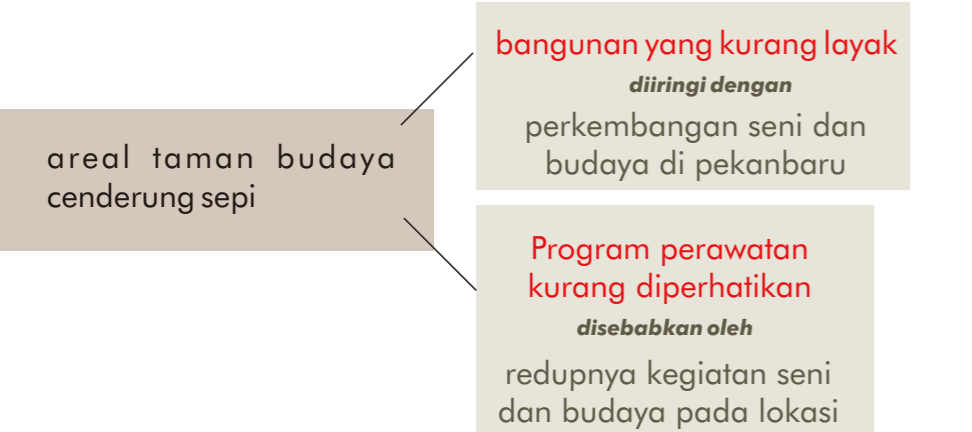 areal taman budaya
cenderung sepi
bangunan yang kurang layak
diiringi dengan
perkembangan seni dan
budaya di pekanbaru
Program perawatan
kurang diperhatikan
disebabkan oleh
redupnya kegiatan seni
dan budaya pada lokasi